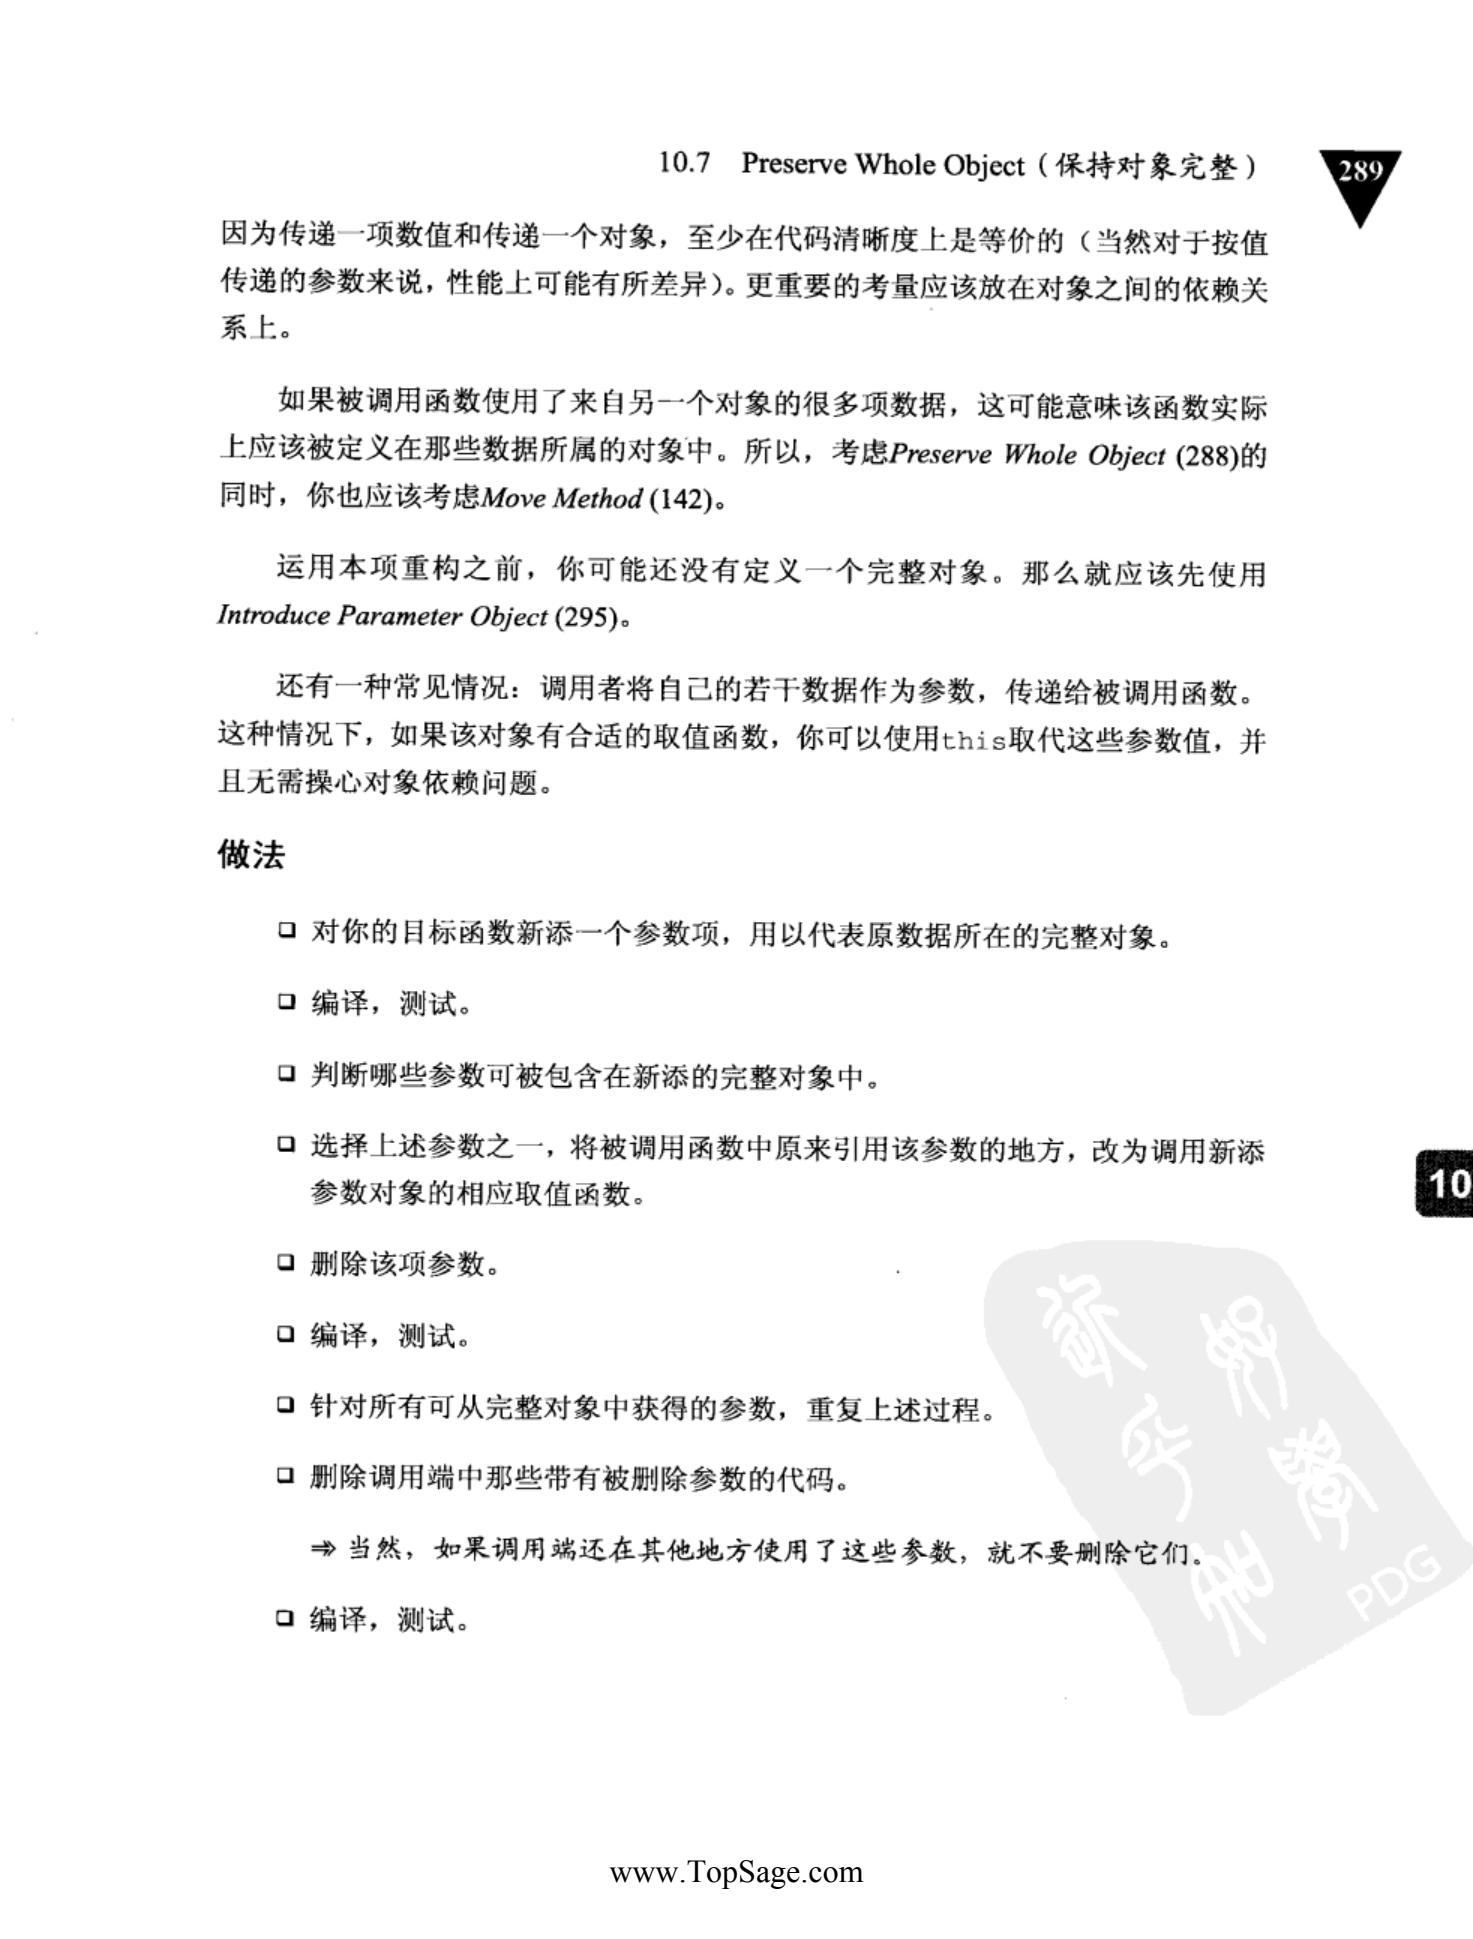 10.7 Preserve Whole Object（保持对象完整）
289
因为传递一项数值和传递一个对象，至少在代码清晰度上是等价的（当然对于按值
传递的参数来说，性能上可能有所差异）。更重要的考量应该放在对象之间的依赖关
系上。
如果被调用函数使用了来自另一个对象的很多项数据，这可能意味该函数实际
上应该被定义在那些数据所属的对象中。所以，考虑Preserve Whole Object (288)的
同时，你也应该考虑Move Method (142)。
运用本项重构之前，你可能还没有定义一个完整对象。那么就应该先使用
Introduce Parameter Object (295)。
还有一种常见情况：调用者将自己的若干数据作为参数，传递给被调用函数。
这种情况下，如果该对象有合适的取值函数，你可以使用this取代这些参数值，并
且无需操心对象依赖问题。
做法
❑ 对你的目标函数新添一个参数项，用以代表原数据所在的完整对象。
❑ 编译，测试。
❑ 判断哪些参数可被包含在新添的完整对象中。
❑ 选择上述参数之一，将被调用函数中原来引用该参数的地方，改为调用新添
参数对象的相应取值函数。
10
❑ 删除该项参数。
❑ 编译，测试。
❑ 针对所有可从完整对象中获得的参数，重复上述过程。
❑ 删除调用端中那些带有被删除参数的代码。
⇒ 当然，如果调用端还在其他地方使用了这些参数，就不要删除它们。
PDG
❑ 编译，测试。
www.TopSage.com